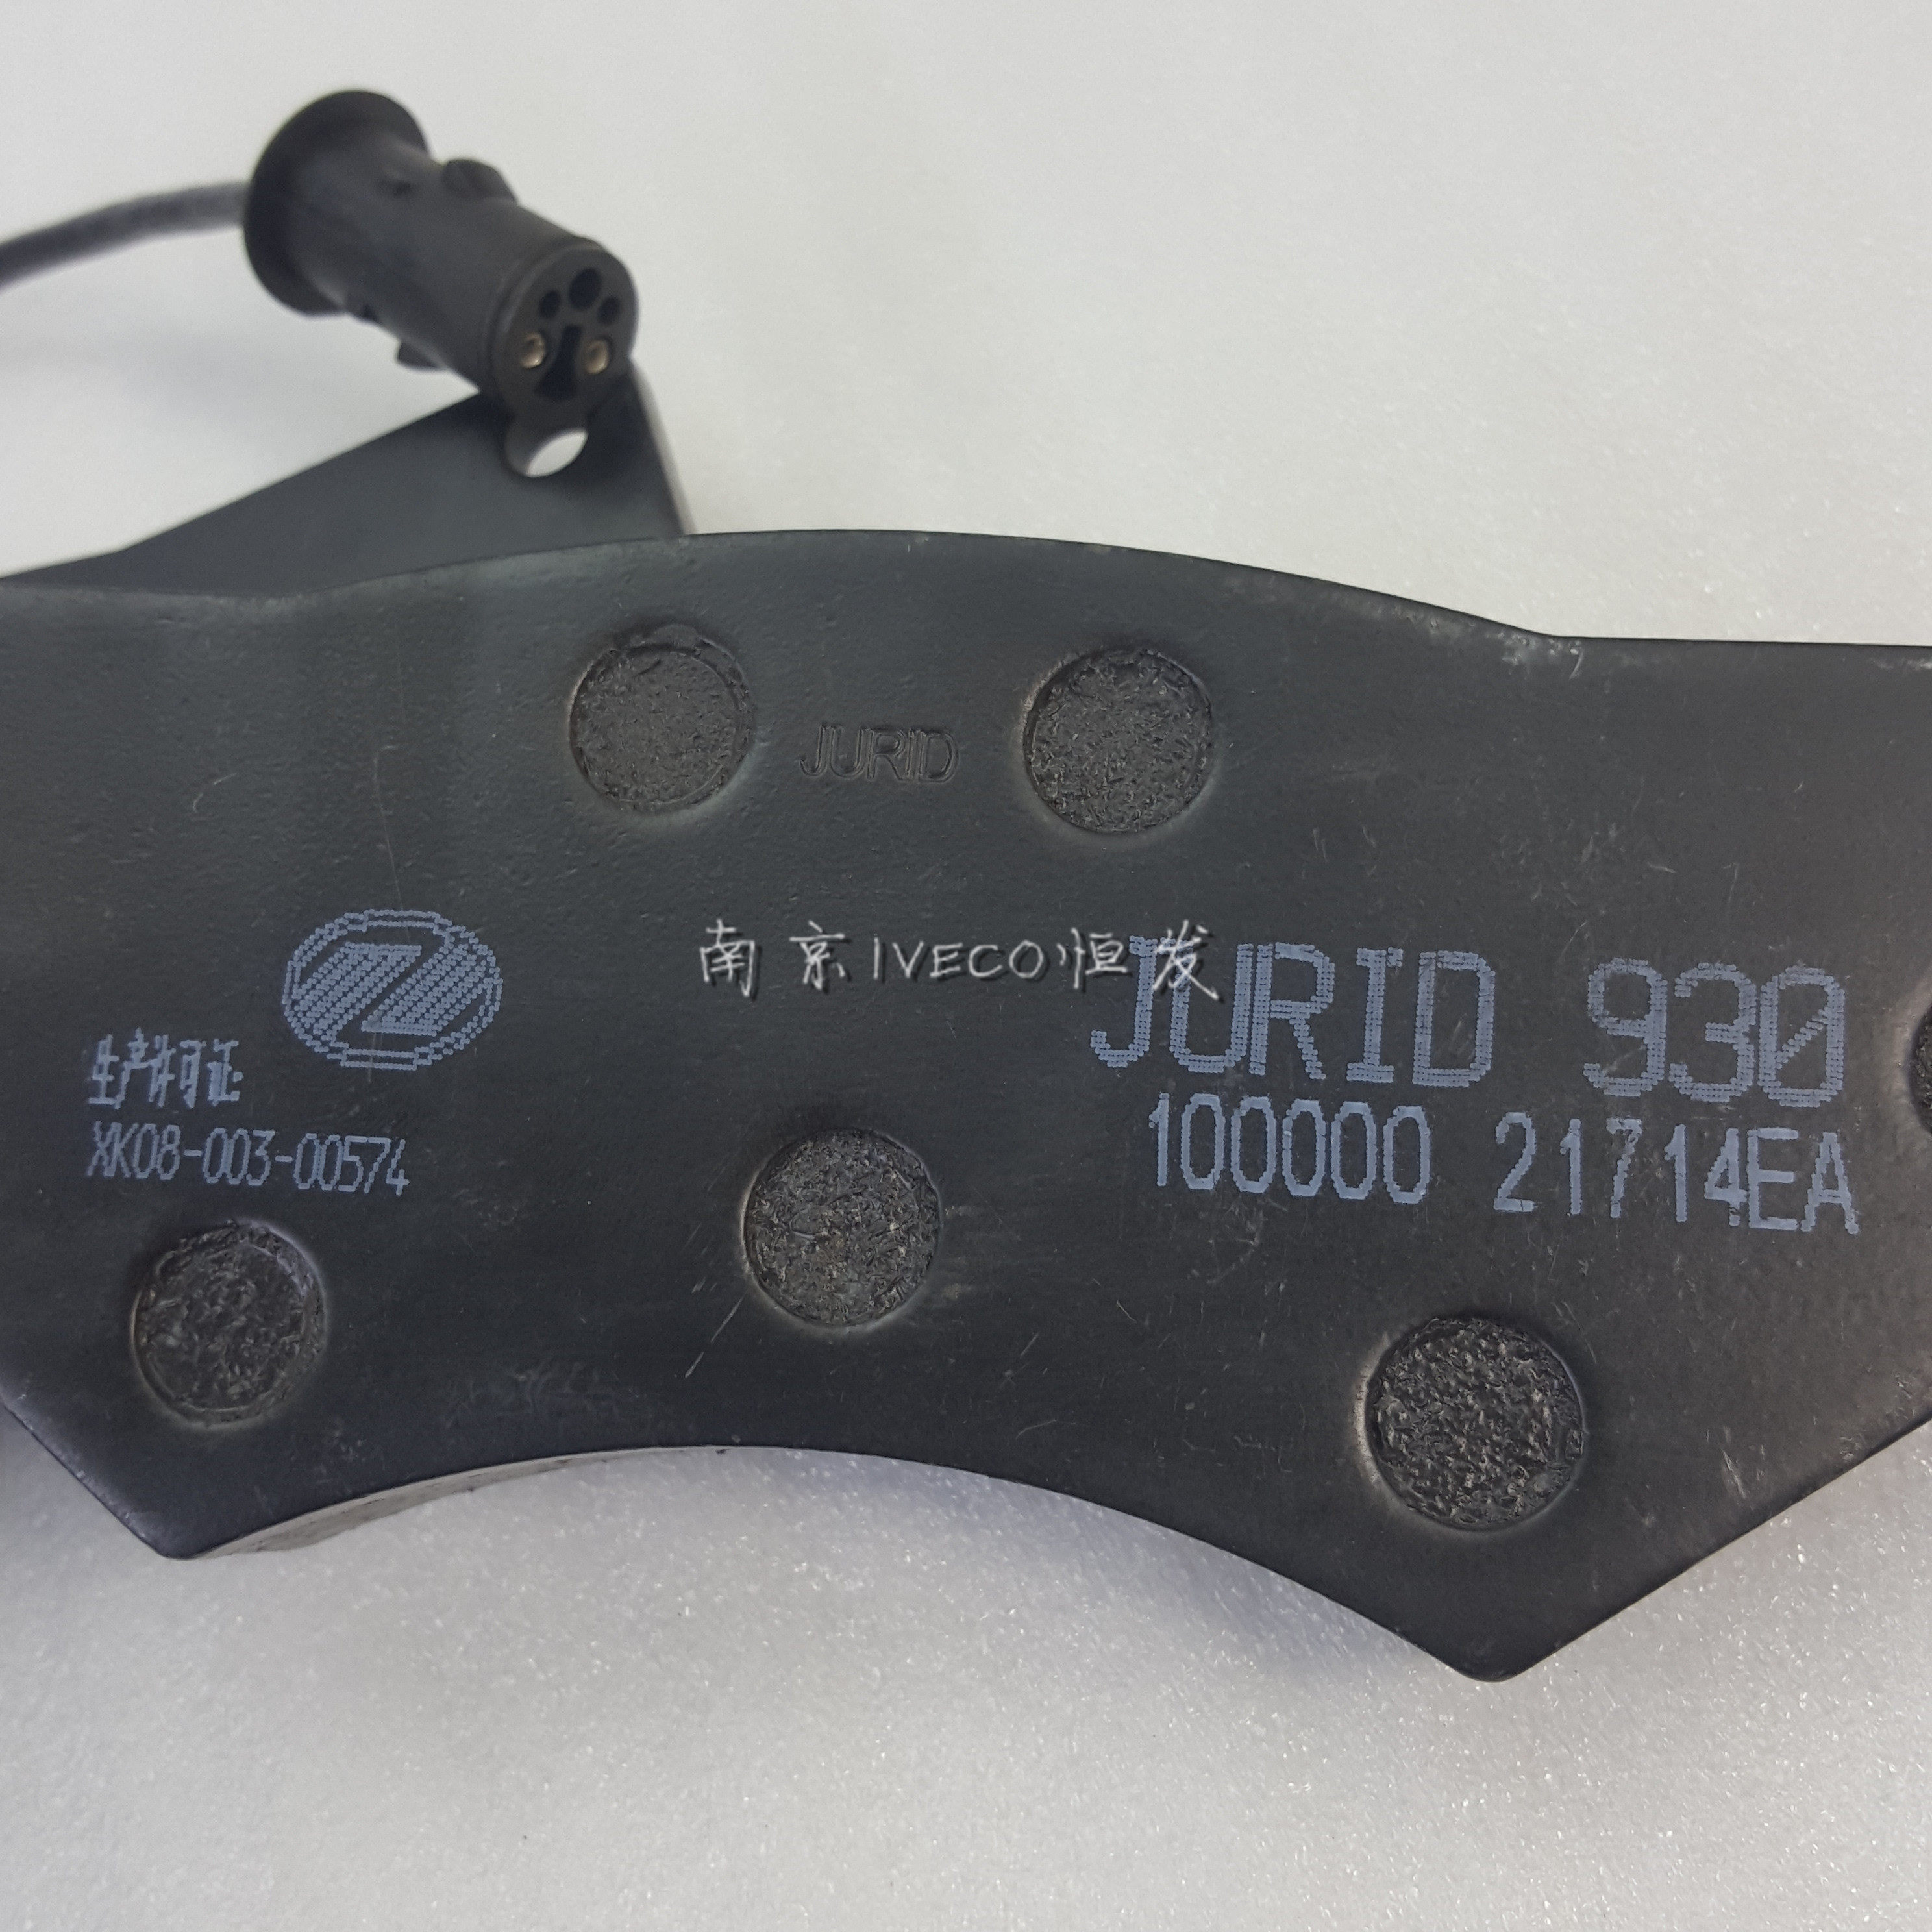 JURID
南京IVECO恒发
JURID 930
生产许可证:
100000 21714EA
XK08-003-00574